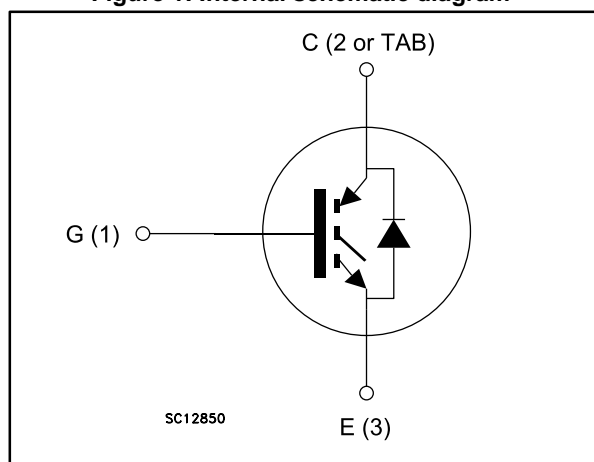 Figure 1. Internal schematic diagram
C (2 or TAB)
G (1)
SC12850
E (3)